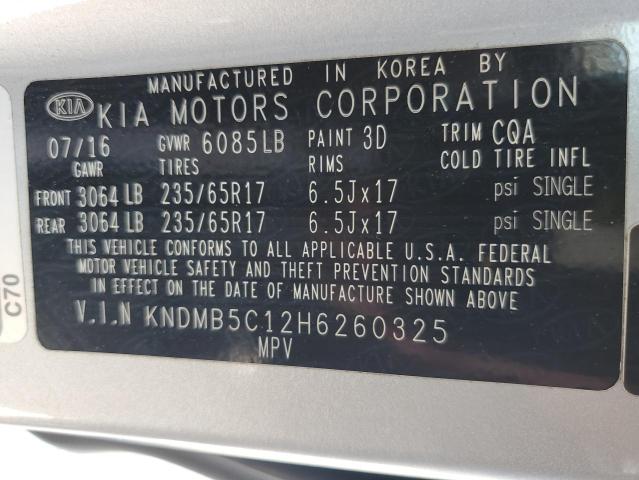 MANUFACTURED IN KOREA BY
KIA KIA MOTORS CORPORATION
07/16 GVWR 6085LB PAINT 3D TRIM CQA
GAWR TIRES RIMS COLD TIRE INFL
FRONT 3064 LB 235/65R17 6.5Jx17 psi SINGLE
REAR 3064 LB 235/65R17 6.5Jx17 psi SINGLE
THIS VEHICLE CONFORMS TO ALL APPLICABLE U.S.A. FEDERAL
MOTOR VEHICLE SAFETY AND THEFT PREVENTION STANDARDS
IN EFFECT ON THE DATE OF MANUFACTURE SHOWN ABOVE
V.I.N KNDMB5C12H6260325
MPV
C70